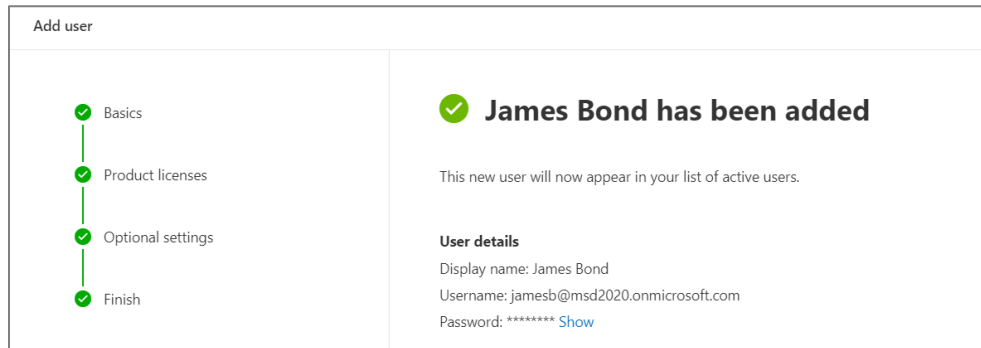 Add user
Basics
Product licenses
Optional settings
Finish
James Bond has been added
This new user will now appear in your list of active users.
User details
Display name: James Bond
Username: jamesb@msd2020.onmicrosoft.com
Password: ******** Show